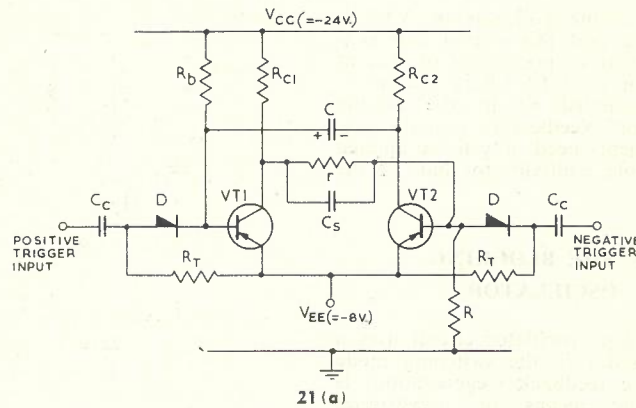 VCC(=-24V.)
Rb
RC1
RC2
C
+ -
r
CS
VT1
VT2
CC
D
D
CC
POSITIVE TRIGGER INPUT
RT
RT
NEGATIVE TRIGGER INPUT
VEE(=-8V.)
R
21(a)